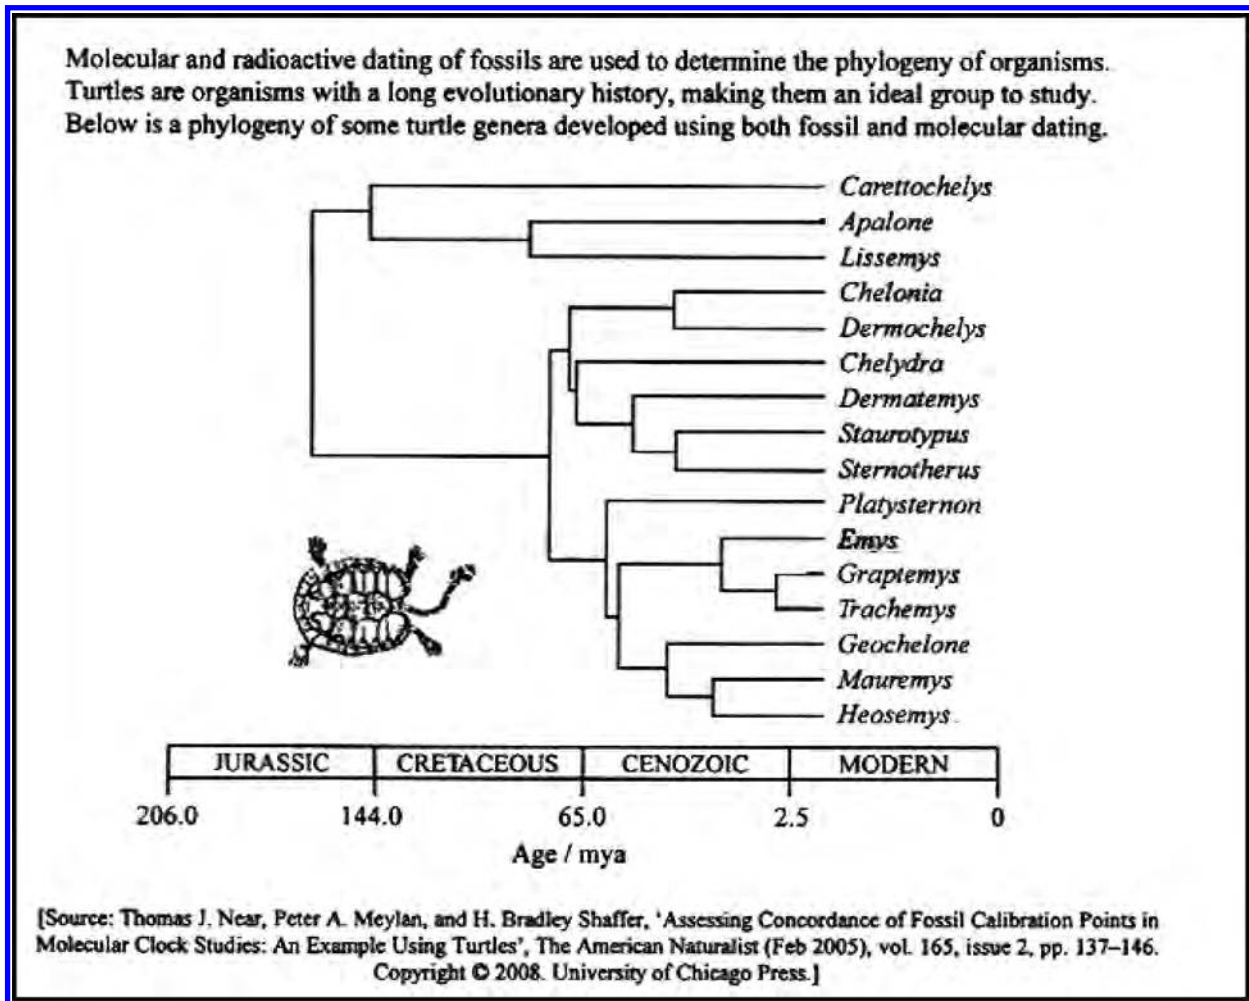 Molecular and radioactive dating of fossils are used to determine the phylogeny of organisms.
Turtles are organisms with a long evolutionary history, making them an ideal group to study.
Below is a phylogeny of some turtle genera developed using both fossil and molecular dating.
Carettochelys
Apalone
Lissemys
Chelonia
Dermochelys
Chelydra
Dermatemys
Staurotypus
Sternotherus
Platysternon
Emys
Graptemys
Trachemys
Geochelone
Mauremys
Heosemys
JURASSIC CRETACEOUS CENOZOIC MODERN
206.0 144.0 65.0 2.5 0
Age / mya
[Source: Thomas J. Near, Peter A. Meylan, and H. Bradley Shaffer, 'Assessing Concordance of Fossil Calibration Points in
Molecular Clock Studies: An Example Using Turtles', The American Naturalist (Feb 2005), vol. 165, issue 2, pp. 137–146.
Copyright © 2008. University of Chicago Press.]